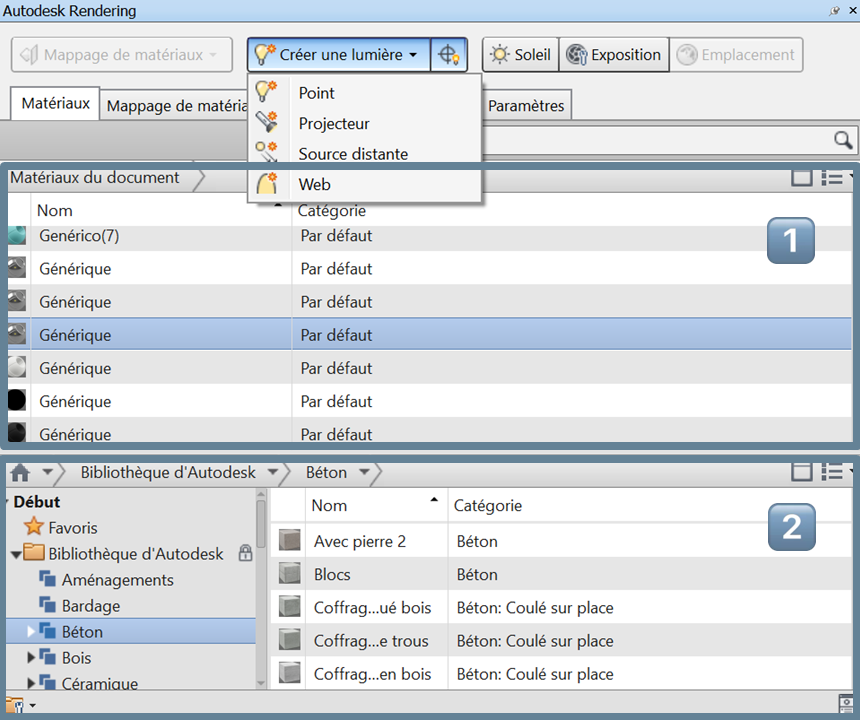 Autodesk Rendering
Mappage de matériaux
Créer une lumière
Soleil
Exposition
Emplacement
Matériaux
Mappage de matéria
Paramètres
Point
Projecteur
Source distante
Web
Matériaux du document
Nom Catégorie
1
Genérico(7) Par défaut
Générique Par défaut
Générique Par défaut
Générique Par défaut
Générique Par défaut
Générique Par défaut
Générique Par défaut
Bibliothèque d'Autodesk Béton
Début
Favoris
Bibliothèque d'Autodesk
Aménagements
Bardage
Béton
Bois
Céramique
Nom Catégorie
2
Avec pierre 2 Béton
Blocs Béton
Coffrag...ué bois Béton: Coulé sur place
Coffrag...e trous Béton: Coulé sur place
Coffrag...en bois Béton: Coulé sur place